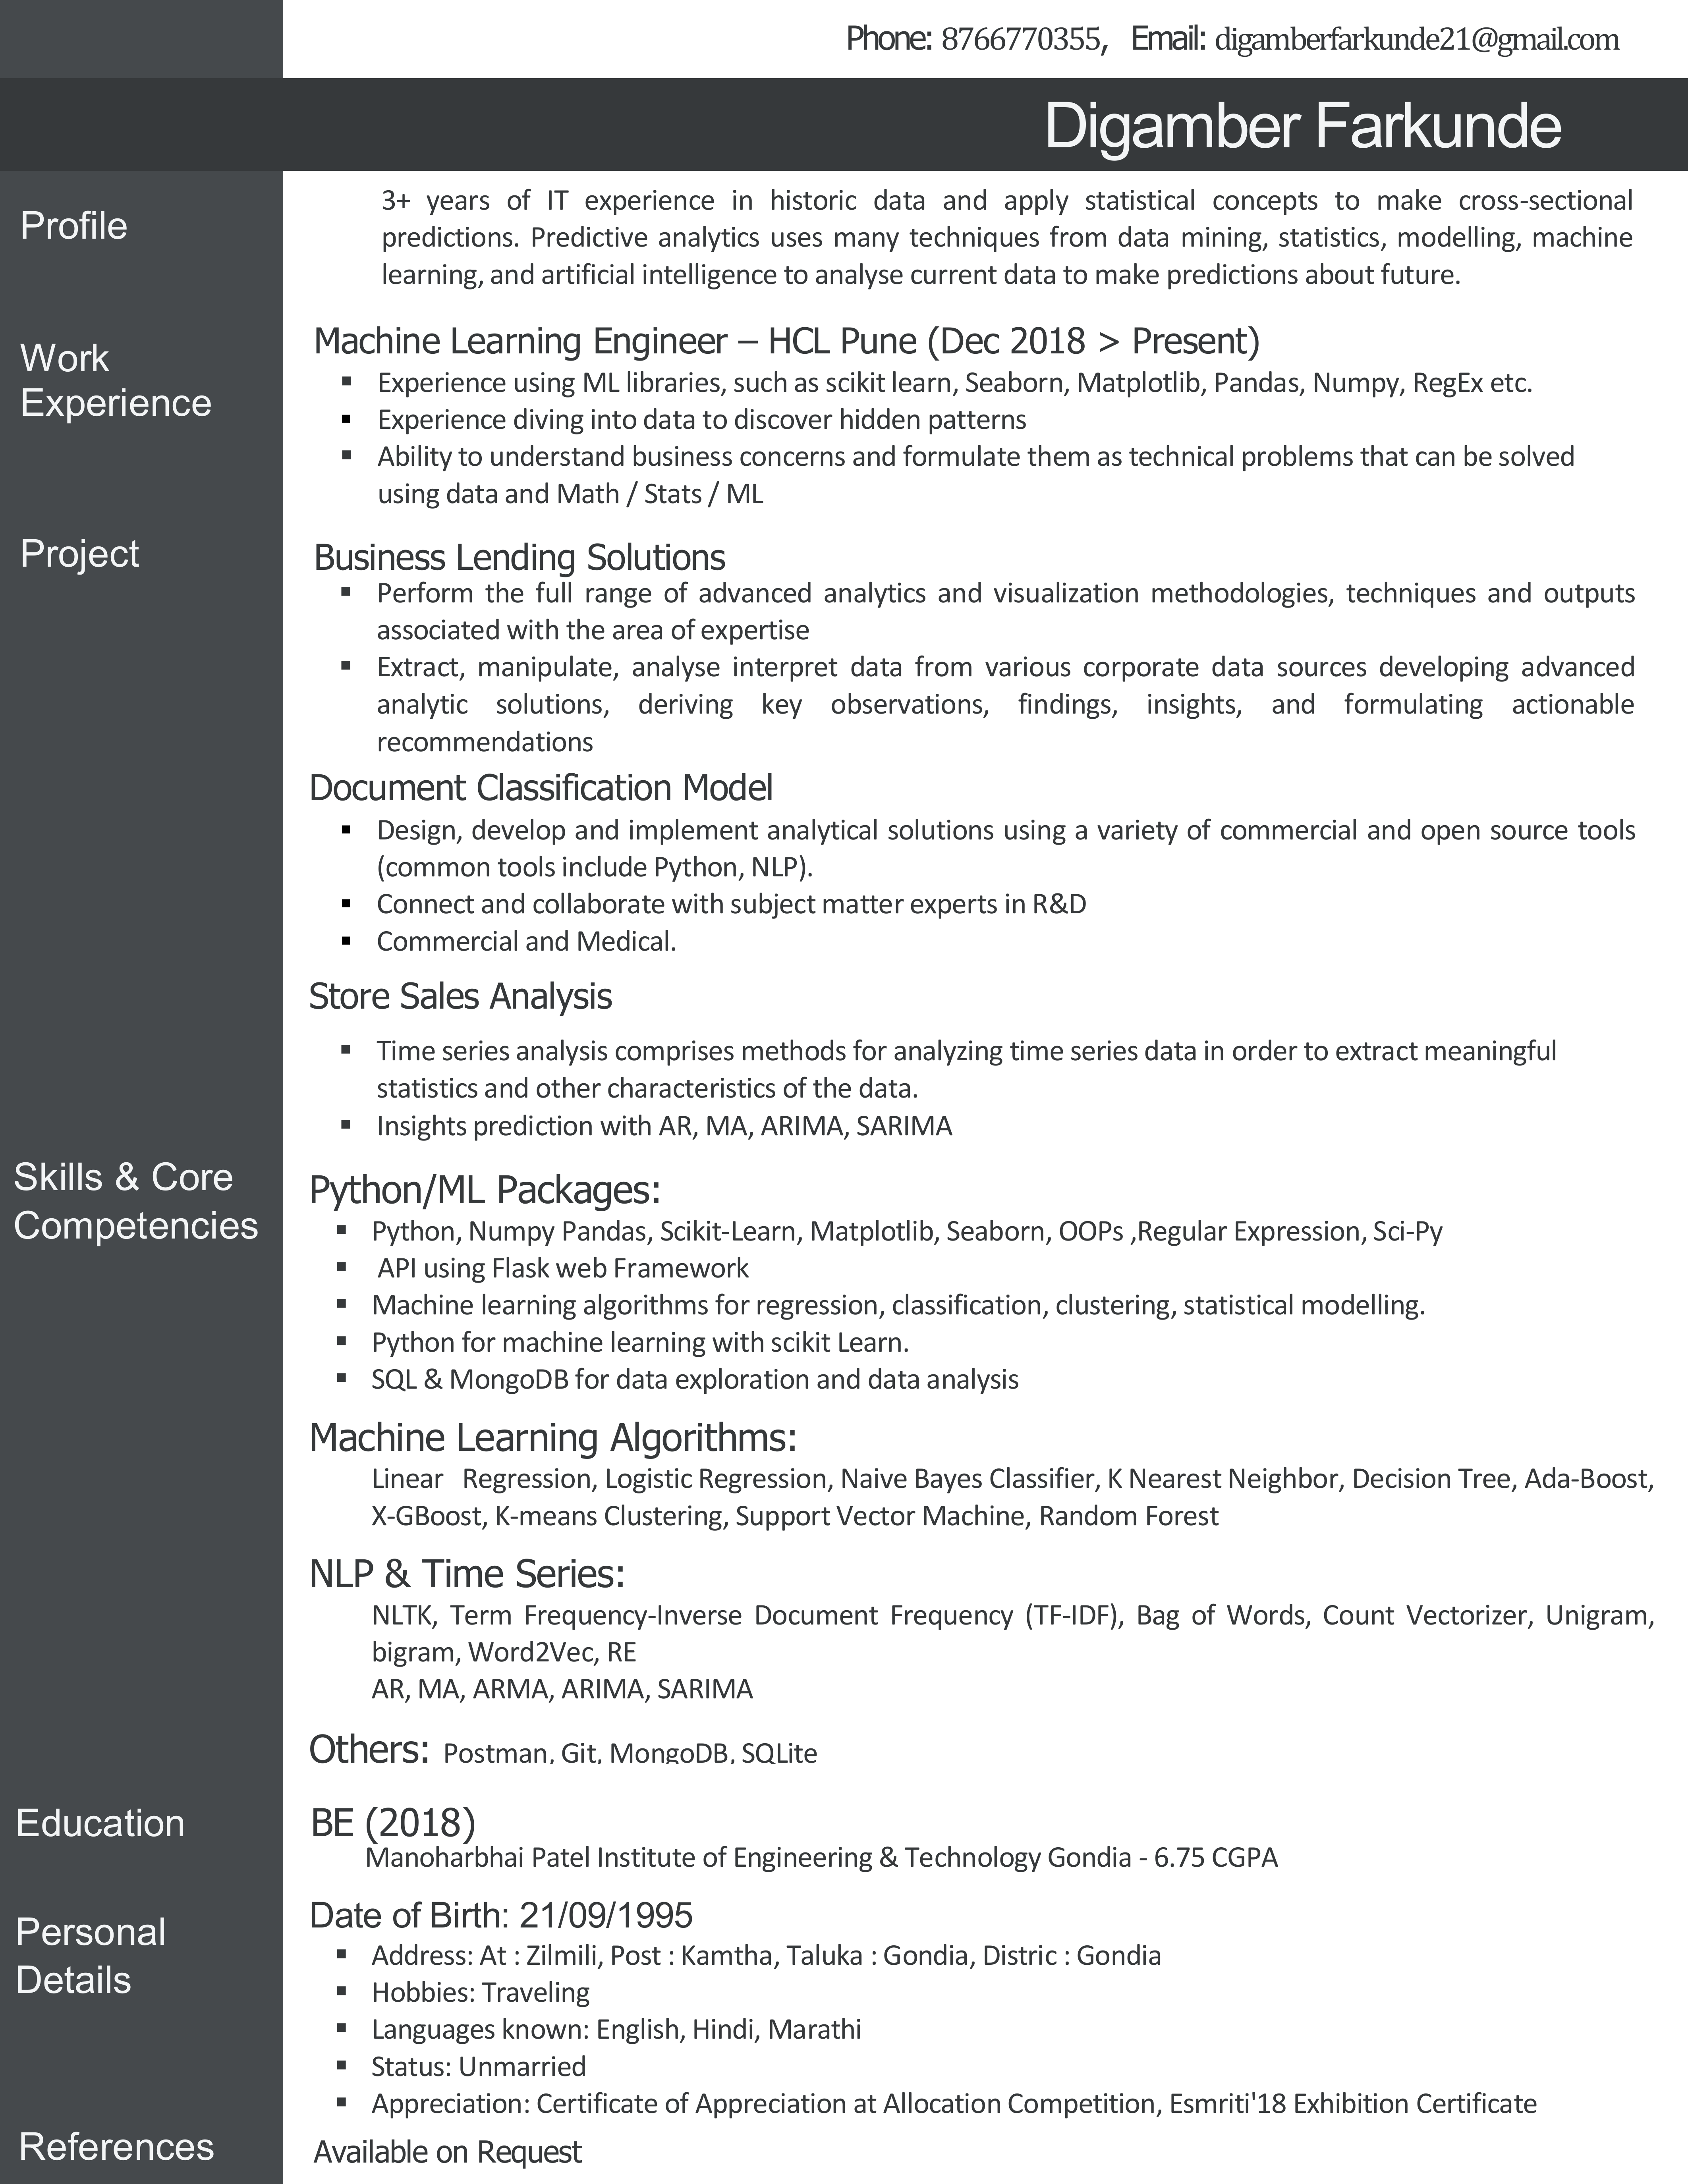 Phone: 8766770355, Email: digamberfarkunde21@gmail.com
Digamber Farkunde
Profile
3+ years of IT experience in historic data and apply statistical concepts to make cross-sectional
predictions. Predictive analytics uses many techniques from data mining, statistics, modelling, machine
learning, and artificial intelligence to analyse current data to make predictions about future.
Work
Experience
Machine Learning Engineer – HCL Pune (Dec 2018 > Present)
▪ Experience using ML libraries, such as scikit learn, Seaborn, Matplotlib, Pandas, Numpy, RegEx etc.
▪ Experience diving into data to discover hidden patterns
▪ Ability to understand business concerns and formulate them as technical problems that can be solved
using data and Math / Stats / ML
Project
Business Lending Solutions
▪ Perform the full range of advanced analytics and visualization methodologies, techniques and outputs
associated with the area of expertise
▪ Extract, manipulate, analyse interpret data from various corporate data sources developing advanced
analytic solutions, deriving key observations, findings, insights, and formulating actionable
recommendations
Document Classification Model
▪ Design, develop and implement analytical solutions using a variety of commercial and open source tools
(common tools include Python, NLP).
▪ Connect and collaborate with subject matter experts in R&D
▪ Commercial and Medical.
Store Sales Analysis
▪ Time series analysis comprises methods for analyzing time series data in order to extract meaningful
statistics and other characteristics of the data.
▪ Insights prediction with AR, MA, ARIMA, SARIMA
Skills & Core
Competencies
Python/ML Packages:
▪ Python, Numpy Pandas, Scikit-Learn, Matplotlib, Seaborn, OOPs ,Regular Expression, Sci-Py
▪ API using Flask web Framework
▪ Machine learning algorithms for regression, classification, clustering, statistical modelling.
▪ Python for machine learning with scikit Learn.
▪ SQL & MongoDB for data exploration and data analysis
Machine Learning Algorithms:
Linear Regression, Logistic Regression, Naive Bayes Classifier, K Nearest Neighbor, Decision Tree, Ada-Boost,
X-GBoost, K-means Clustering, Support Vector Machine, Random Forest
NLP & Time Series:
NLTK, Term Frequency-Inverse Document Frequency (TF-IDF), Bag of Words, Count Vectorizer, Unigram,
bigram, Word2Vec, RE
AR, MA, ARMA, ARIMA, SARIMA
Others: Postman, Git, MongoDB, SQLite
Education
BE (2018)
Manoharbhai Patel Institute of Engineering & Technology Gondia - 6.75 CGPA
Personal
Details
Date of Birth: 21/09/1995
▪ Address: At : Zilmili, Post : Kamtha, Taluka : Gondia, Distric : Gondia
▪ Hobbies: Traveling
▪ Languages known: English, Hindi, Marathi
▪ Status: Unmarried
▪ Appreciation: Certificate of Appreciation at Allocation Competition, Esmriti'18 Exhibition Certificate
References
Available on Request